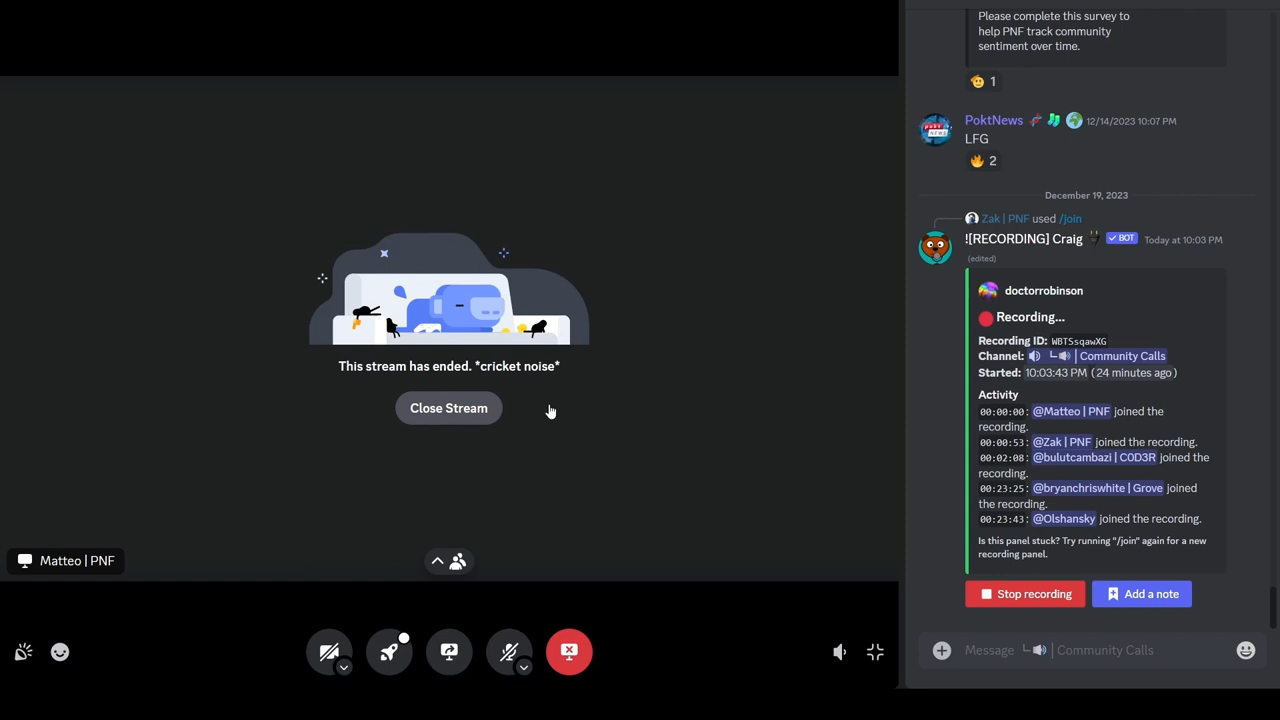 Please complete this survey to
help PNF track community
sentiment over time.
1
PoktNews 12/14/2023 10:07 PM
LFG
2
December 19, 2023
Zak | PNF used /join
![RECORDING] Craig BOT Today at 10:03 PM
(edited)
doctorrobinson
Recording...
Recording ID: WBTSsqawXG
Channel: Community Calls
Started: 10:03:43 PM (24 minutes ago)
Activity
00:00:00: @Matteo | PNF joined the
recording.
00:00:53: @Zak | PNF joined the recording.
00:02:08: @bulutcambazi | C0D3R joined the
recording.
00:23:25: @bryanchriswhite | Grove joined
the recording.
00:23:43: @Olshansky joined the recording.
Is this panel stuck? Try running "/join" again for a new
recording panel.
Stop recording
Add a note
Message Community Calls
This stream has ended. *cricket noise*
Close Stream
Matteo | PNF